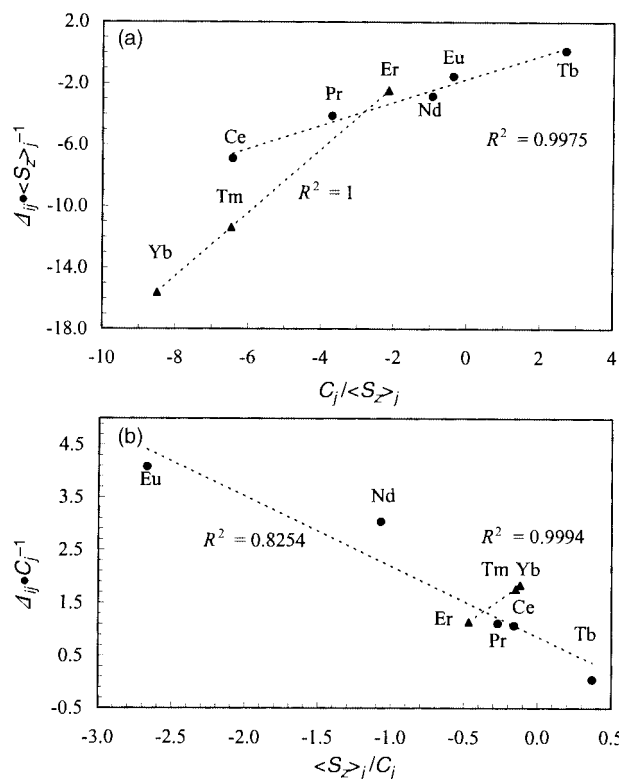 (a)
2.0
-2.0
-6.0
-10.0
-14.0
-18.0
Δij•<Sz>j⁻¹
Er
Eu
Tb
Pr
Nd
Ce
R² = 0.9975
Tm
R² = 1
Yb
-10 -8 -6 -4 -2 0 2 4
Cj/<Sz>j
(b)
4.5
3.5
2.5
1.5
0.5
-0.5
Δij•Cj⁻¹
Eu
Nd
R² = 0.8254
R² = 0.9994
Tm Yb
Er
Ce
Pr
Tb
-3.0 -2.5 -2.0 -1.5 -1.0 -0.5 0.0 0.5
<Sz>j/Cj